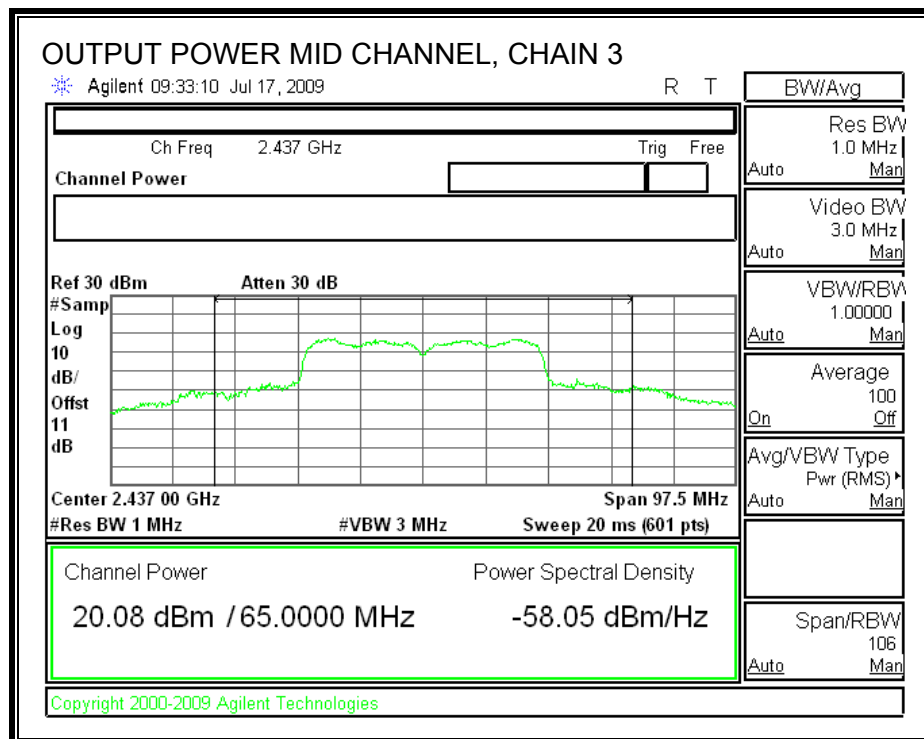 OUTPUT POWER MID CHANNEL, CHAIN 3
Agilent 09:33:10 Jul 17, 2009 R T
Ch Freq 2.437 GHz Trig Free
Channel Power
Ref 30 dBm Atten 30 dB
#Samp
Log
10
dB/
Offst
11
dB
Center 2.437 00 GHz Span 97.5 MHz
#Res BW 1 MHz #VBW 3 MHz Sweep 20 ms (601 pts)
Channel Power Power Spectral Density
20.08 dBm / 65.0000 MHz -58.05 dBm/Hz
Copyright 2000-2009 Agilent Technologies
BW/Avg
Res BW
1.0 MHz
Auto Man
Video BW
3.0 MHz
Auto Man
VBW/RBW
1.00000
Auto Man
Average
100
On Off
Avg/VBW Type
Pwr (RMS)
Auto Man
Span/RBW
106
Auto Man